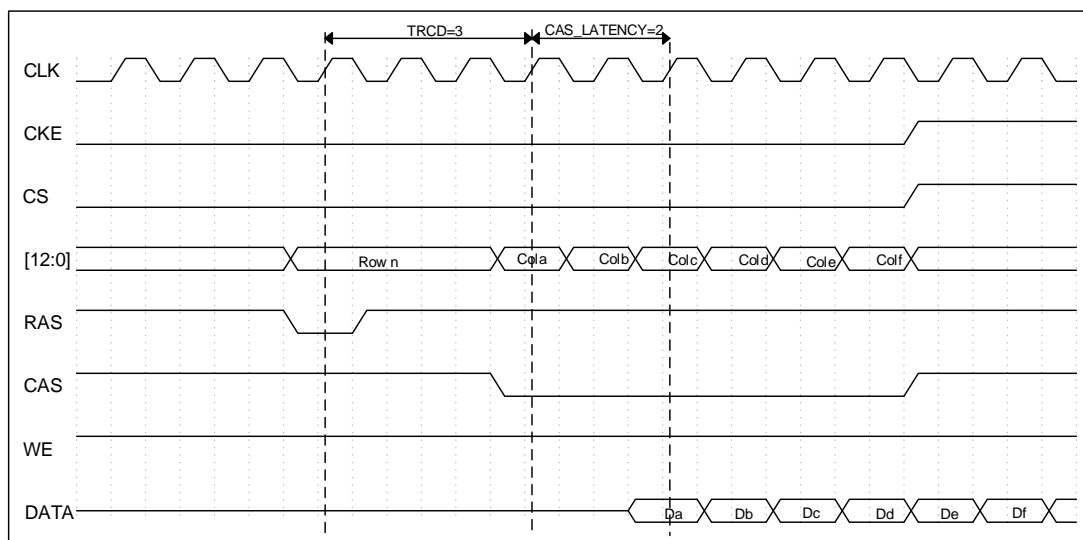 TRCD=3 CAS_LATENCY=2
CLK
CKE
CS
[12:0] Row n Cola Colb Colc Cold Cole Colf
RAS
CAS
WE
DATA Da Db Dc Dd De Df